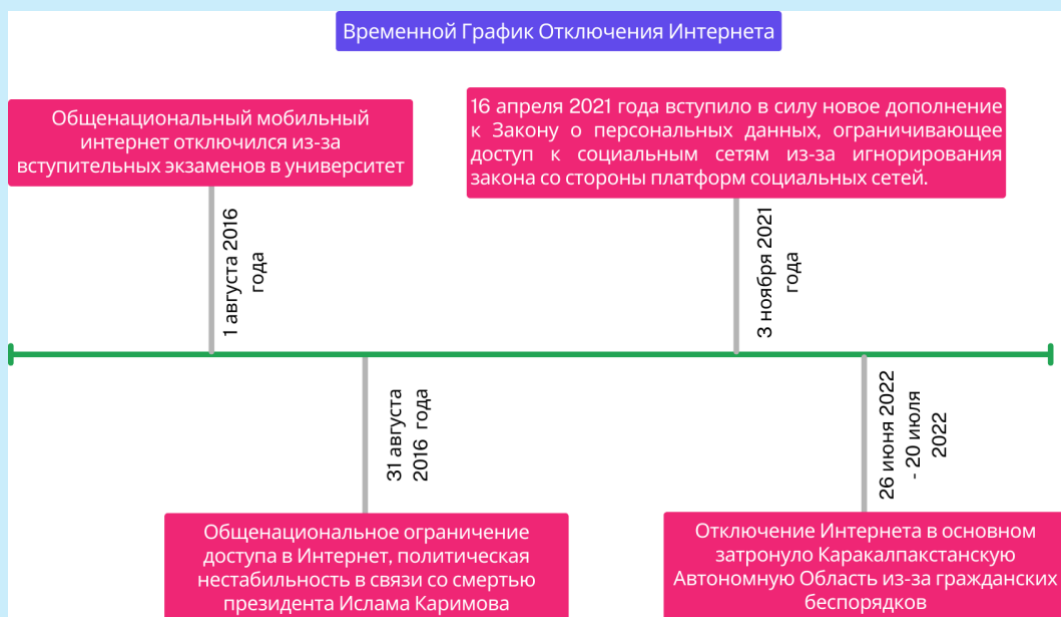 Временной График Отключения Интернета
Общенациональный мобильный
интернет отключился из-за
вступительных экзаменов в университет
16 апреля 2021 года вступило в силу новое дополнение
к Закону о персональных данных, ограничивающее
доступ к социальным сетям из-за игнорирования
закона со стороны платформ социальных сетей.
1 августа 2016
года
3 ноября 2021
года
31 августа
2016 года
26 июня 2022
- 20 июля
2022
Общенациональное ограничение
доступа в Интернет, политическая
нестабильность в связи со смертью
президента Ислама Каримова
Отключение Интернета в основном
затронуло Каракалпакстанскую
Автономную Область из-за гражданских
беспорядков